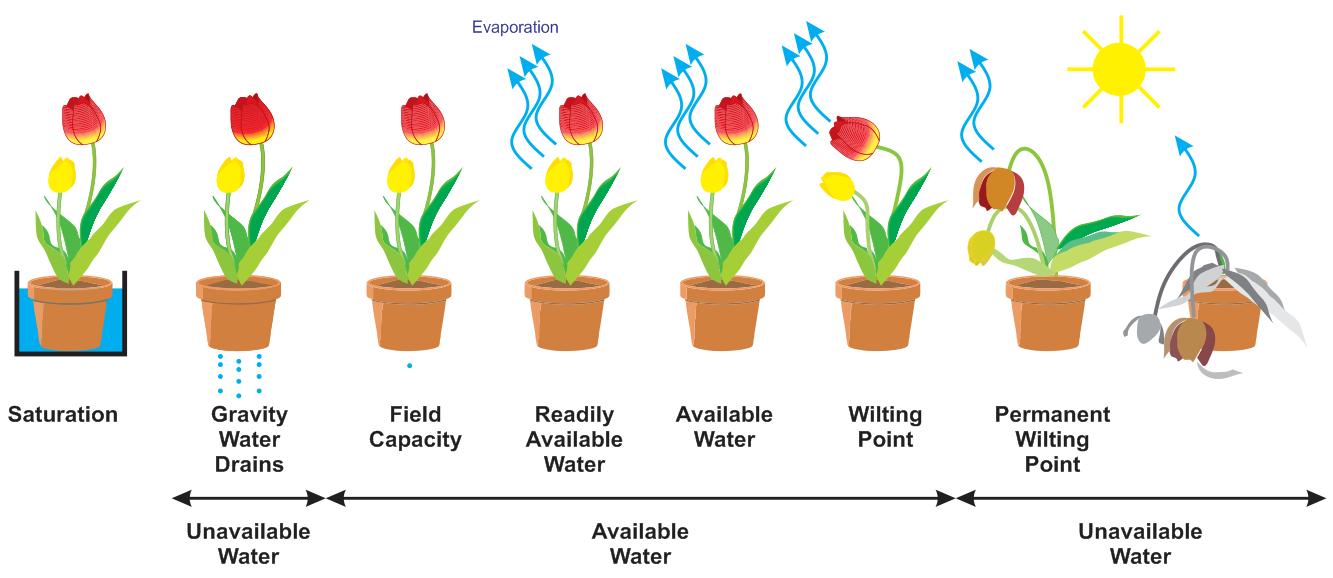 Evaporation
Saturation
Gravity
Water
Drains
Field
Capacity
Readily
Available
Water
Available
Water
Wilting
Point
Permanent
Wilting
Point
Unavailable
Water
Available
Water
Unavailable
Water